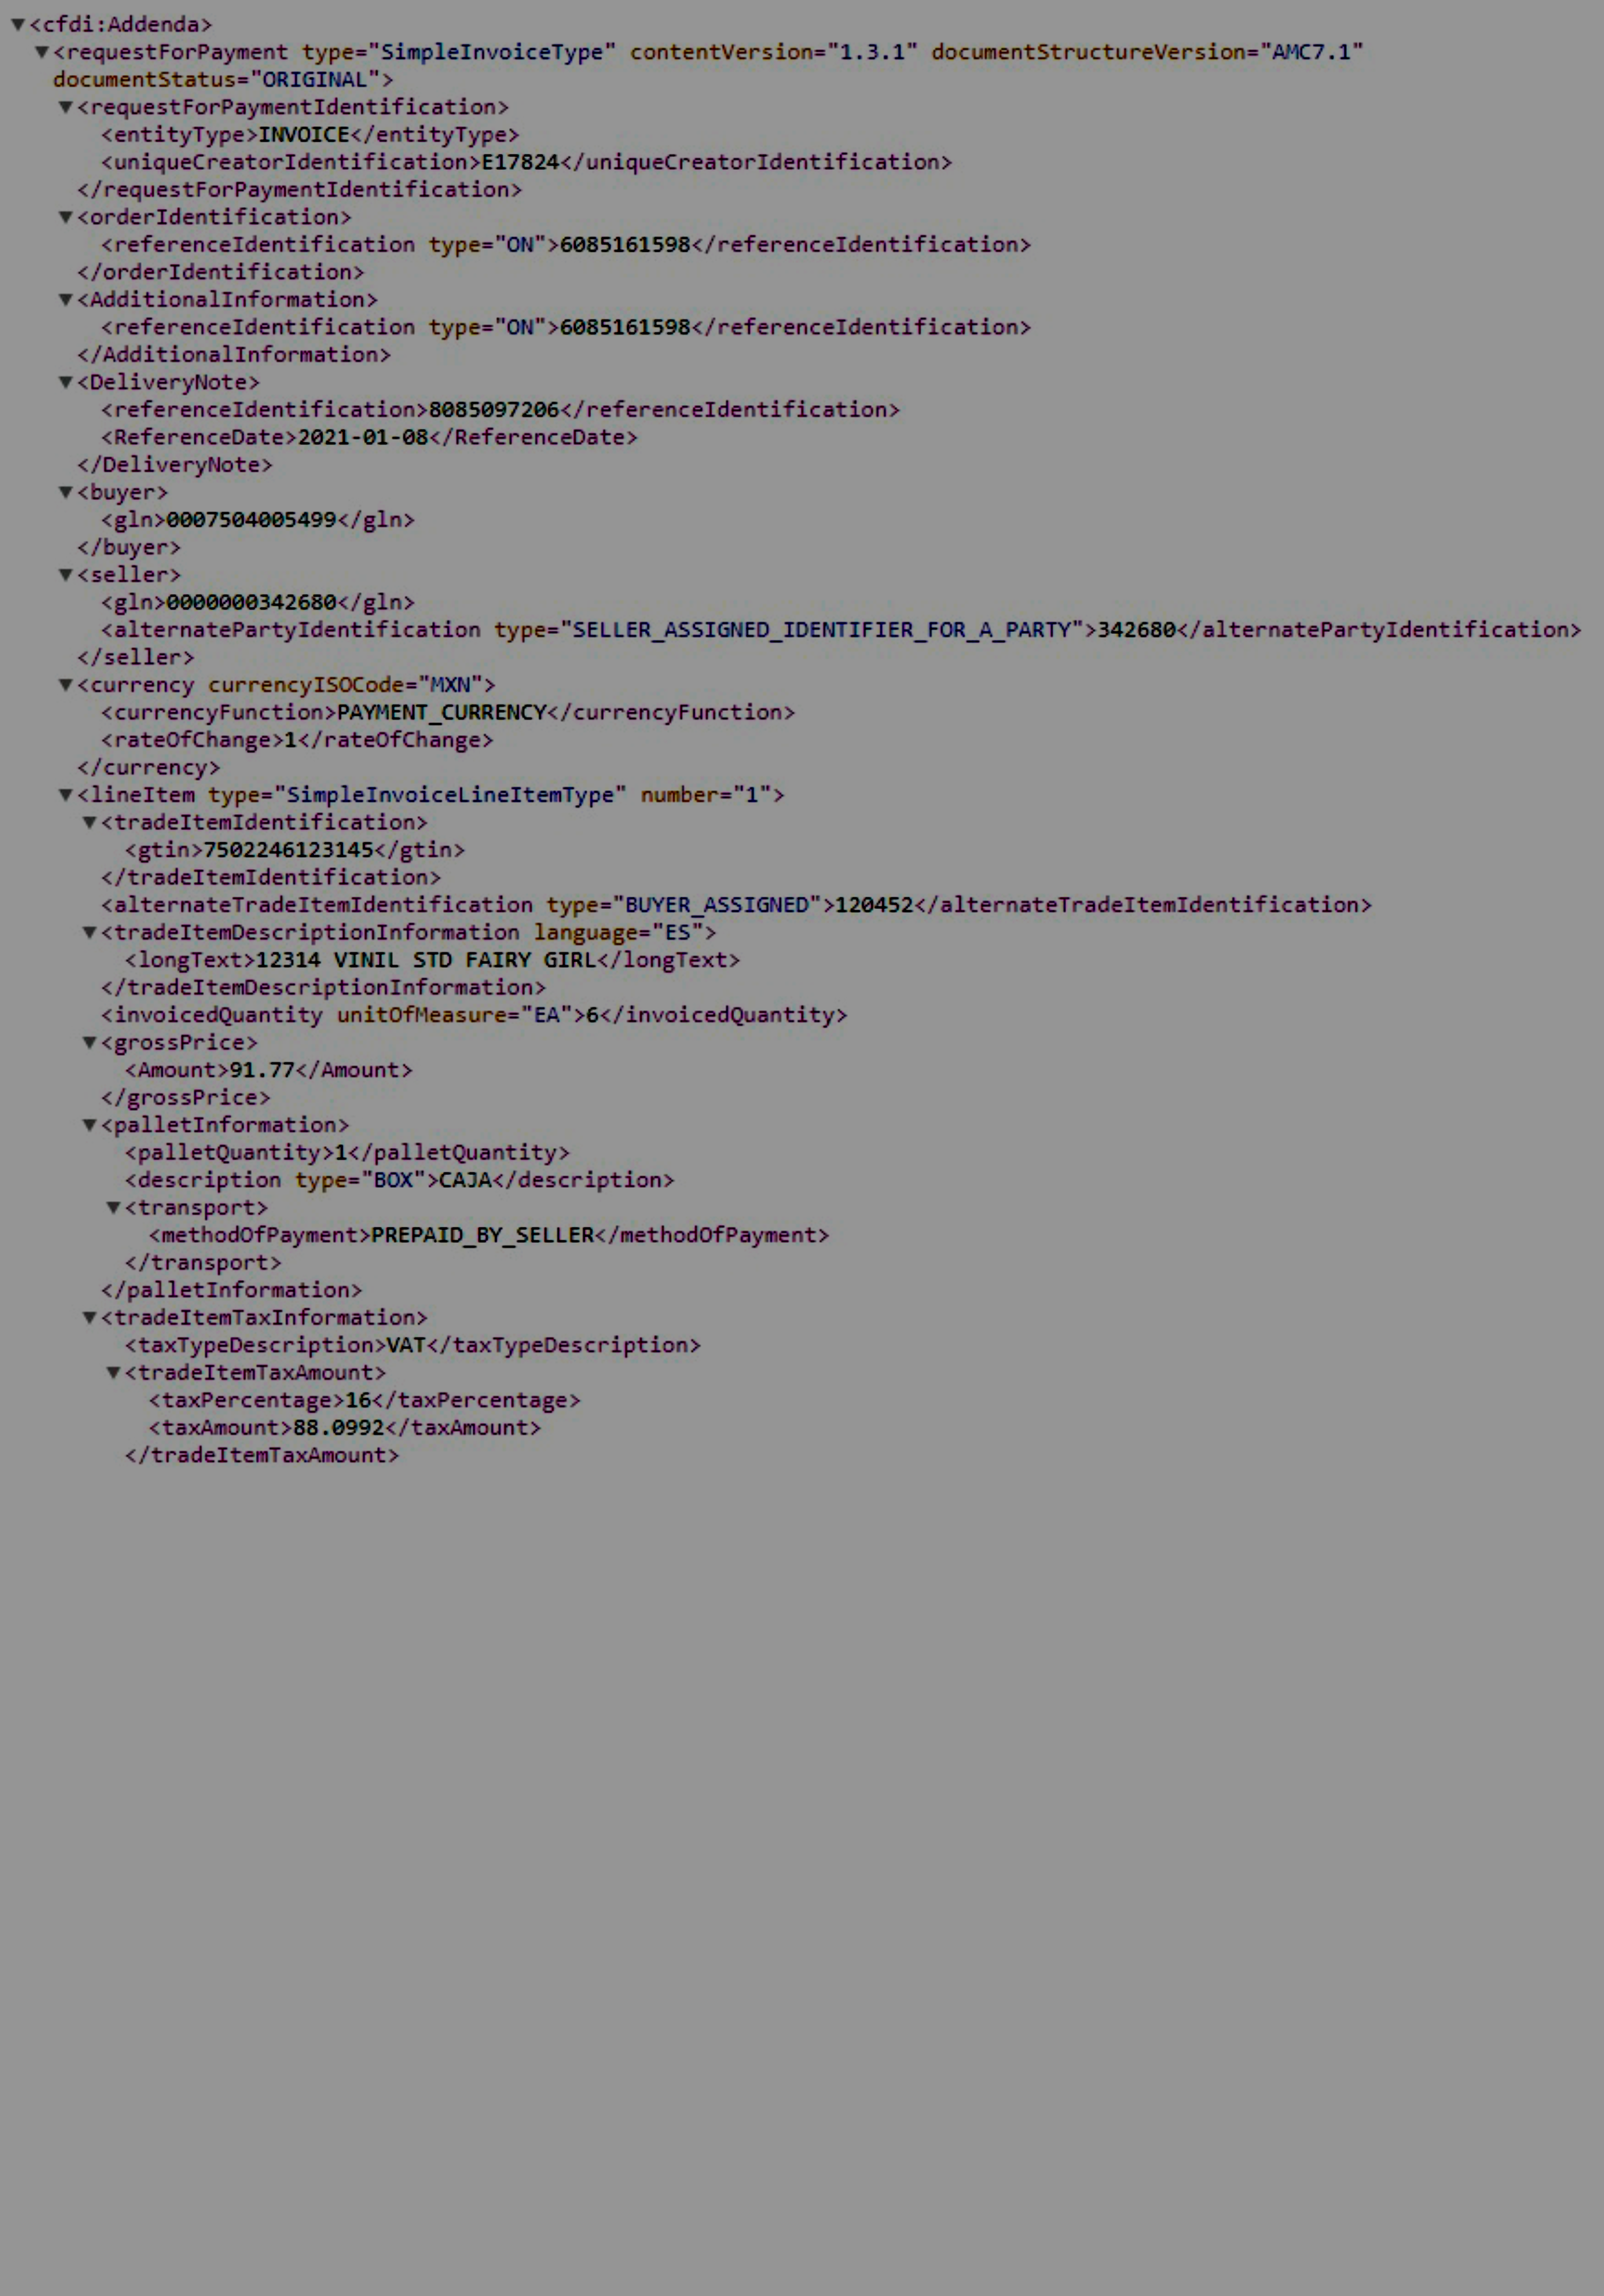 ▼<cfdi:Addenda>
▼<requestForPayment type="SimpleInvoiceType" contentVersion="1.3.1" documentStructureVersion="AMC7.1"
documentStatus="ORIGINAL">
▼<requestForPaymentIdentification>
<entityType>INVOICE</entityType>
<uniqueCreatorIdentification>E17824</uniqueCreatorIdentification>
</requestForPaymentIdentification>
▼<orderIdentification>
<referenceIdentification type="ON">6085161598</referenceIdentification>
</orderIdentification>
▼<AdditionalInformation>
<referenceIdentification type="ON">6085161598</referenceIdentification>
</AdditionalInformation>
▼<DeliveryNote>
<referenceIdentification>8085097206</referenceIdentification>
<ReferenceDate>2021-01-08</ReferenceDate>
</DeliveryNote>
▼<buyer>
<gln>0007504005499</gln>
</buyer>
▼<seller>
<gln>0000000342680</gln>
<alternatePartyIdentification type="SELLER_ASSIGNED_IDENTIFIER_FOR_A_PARTY">342680</alternatePartyIdentification>
</seller>
▼<currency currencyISOCode="MXN">
<currencyFunction>PAYMENT_CURRENCY</currencyFunction>
<rateOfChange>1</rateOfChange>
</currency>
▼<lineItem type="SimpleInvoiceLineItemType" number="1">
▼<tradeItemIdentification>
<gtin>7502246123145</gtin>
</tradeItemIdentification>
<alternateTradeItemIdentification type="BUYER_ASSIGNED">120452</alternateTradeItemIdentification>
▼<tradeItemDescriptionInformation language="ES">
<longText>12314 VINIL STD FAIRY GIRL</longText>
</tradeItemDescriptionInformation>
<invoicedQuantity unitOfMeasure="EA">6</invoicedQuantity>
▼<grossPrice>
<Amount>91.77</Amount>
</grossPrice>
▼<palletInformation>
<palletQuantity>1</palletQuantity>
<description type="BOX">CAJA</description>
▼<transport>
<methodOfPayment>PREPAID_BY_SELLER</methodOfPayment>
</transport>
</palletInformation>
▼<tradeItemTaxInformation>
<taxTypeDescription>VAT</taxTypeDescription>
▼<tradeItemTaxAmount>
<taxPercentage>16</taxPercentage>
<taxAmount>88.0992</taxAmount>
</tradeItemTaxAmount>